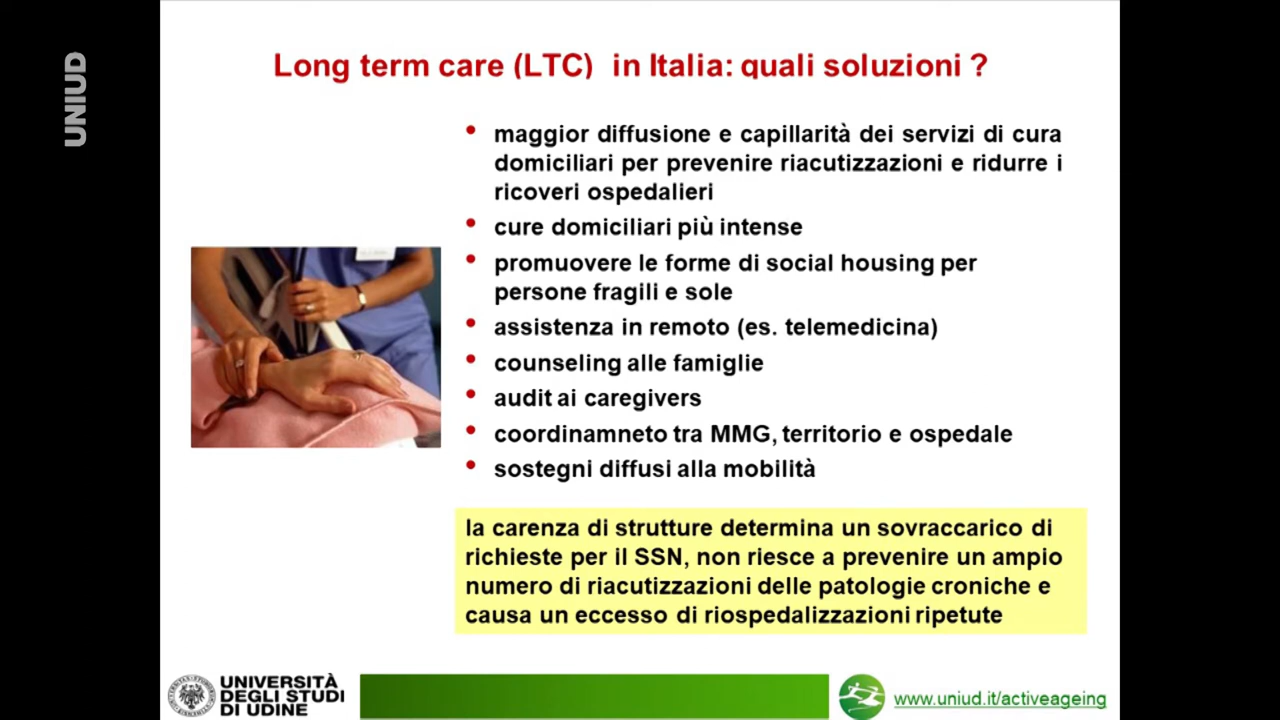 UNIUD
Long term care (LTC) in Italia: quali soluzioni ?
• maggior diffusione e capillarità dei servizi di cura
domiciliari per prevenire riacutizzazioni e ridurre i
ricoveri ospedalieri
• cure domiciliari più intense
• promuovere le forme di social housing per
persone fragili e sole
• assistenza in remoto (es. telemedicina)
• counseling alle famiglie
• audit ai caregivers
• coordinamneto tra MMG, territorio e ospedale
• sostegni diffusi alla mobilità
la carenza di strutture determina un sovraccarico di
richieste per il SSN, non riesce a prevenire un ampio
numero di riacutizzazioni delle patologie croniche e
causa un eccesso di riospedalizzazioni ripetute
UNIVERSITÀ
DEGLI STUDI
DI UDINE
www.uniud.it/activeageing